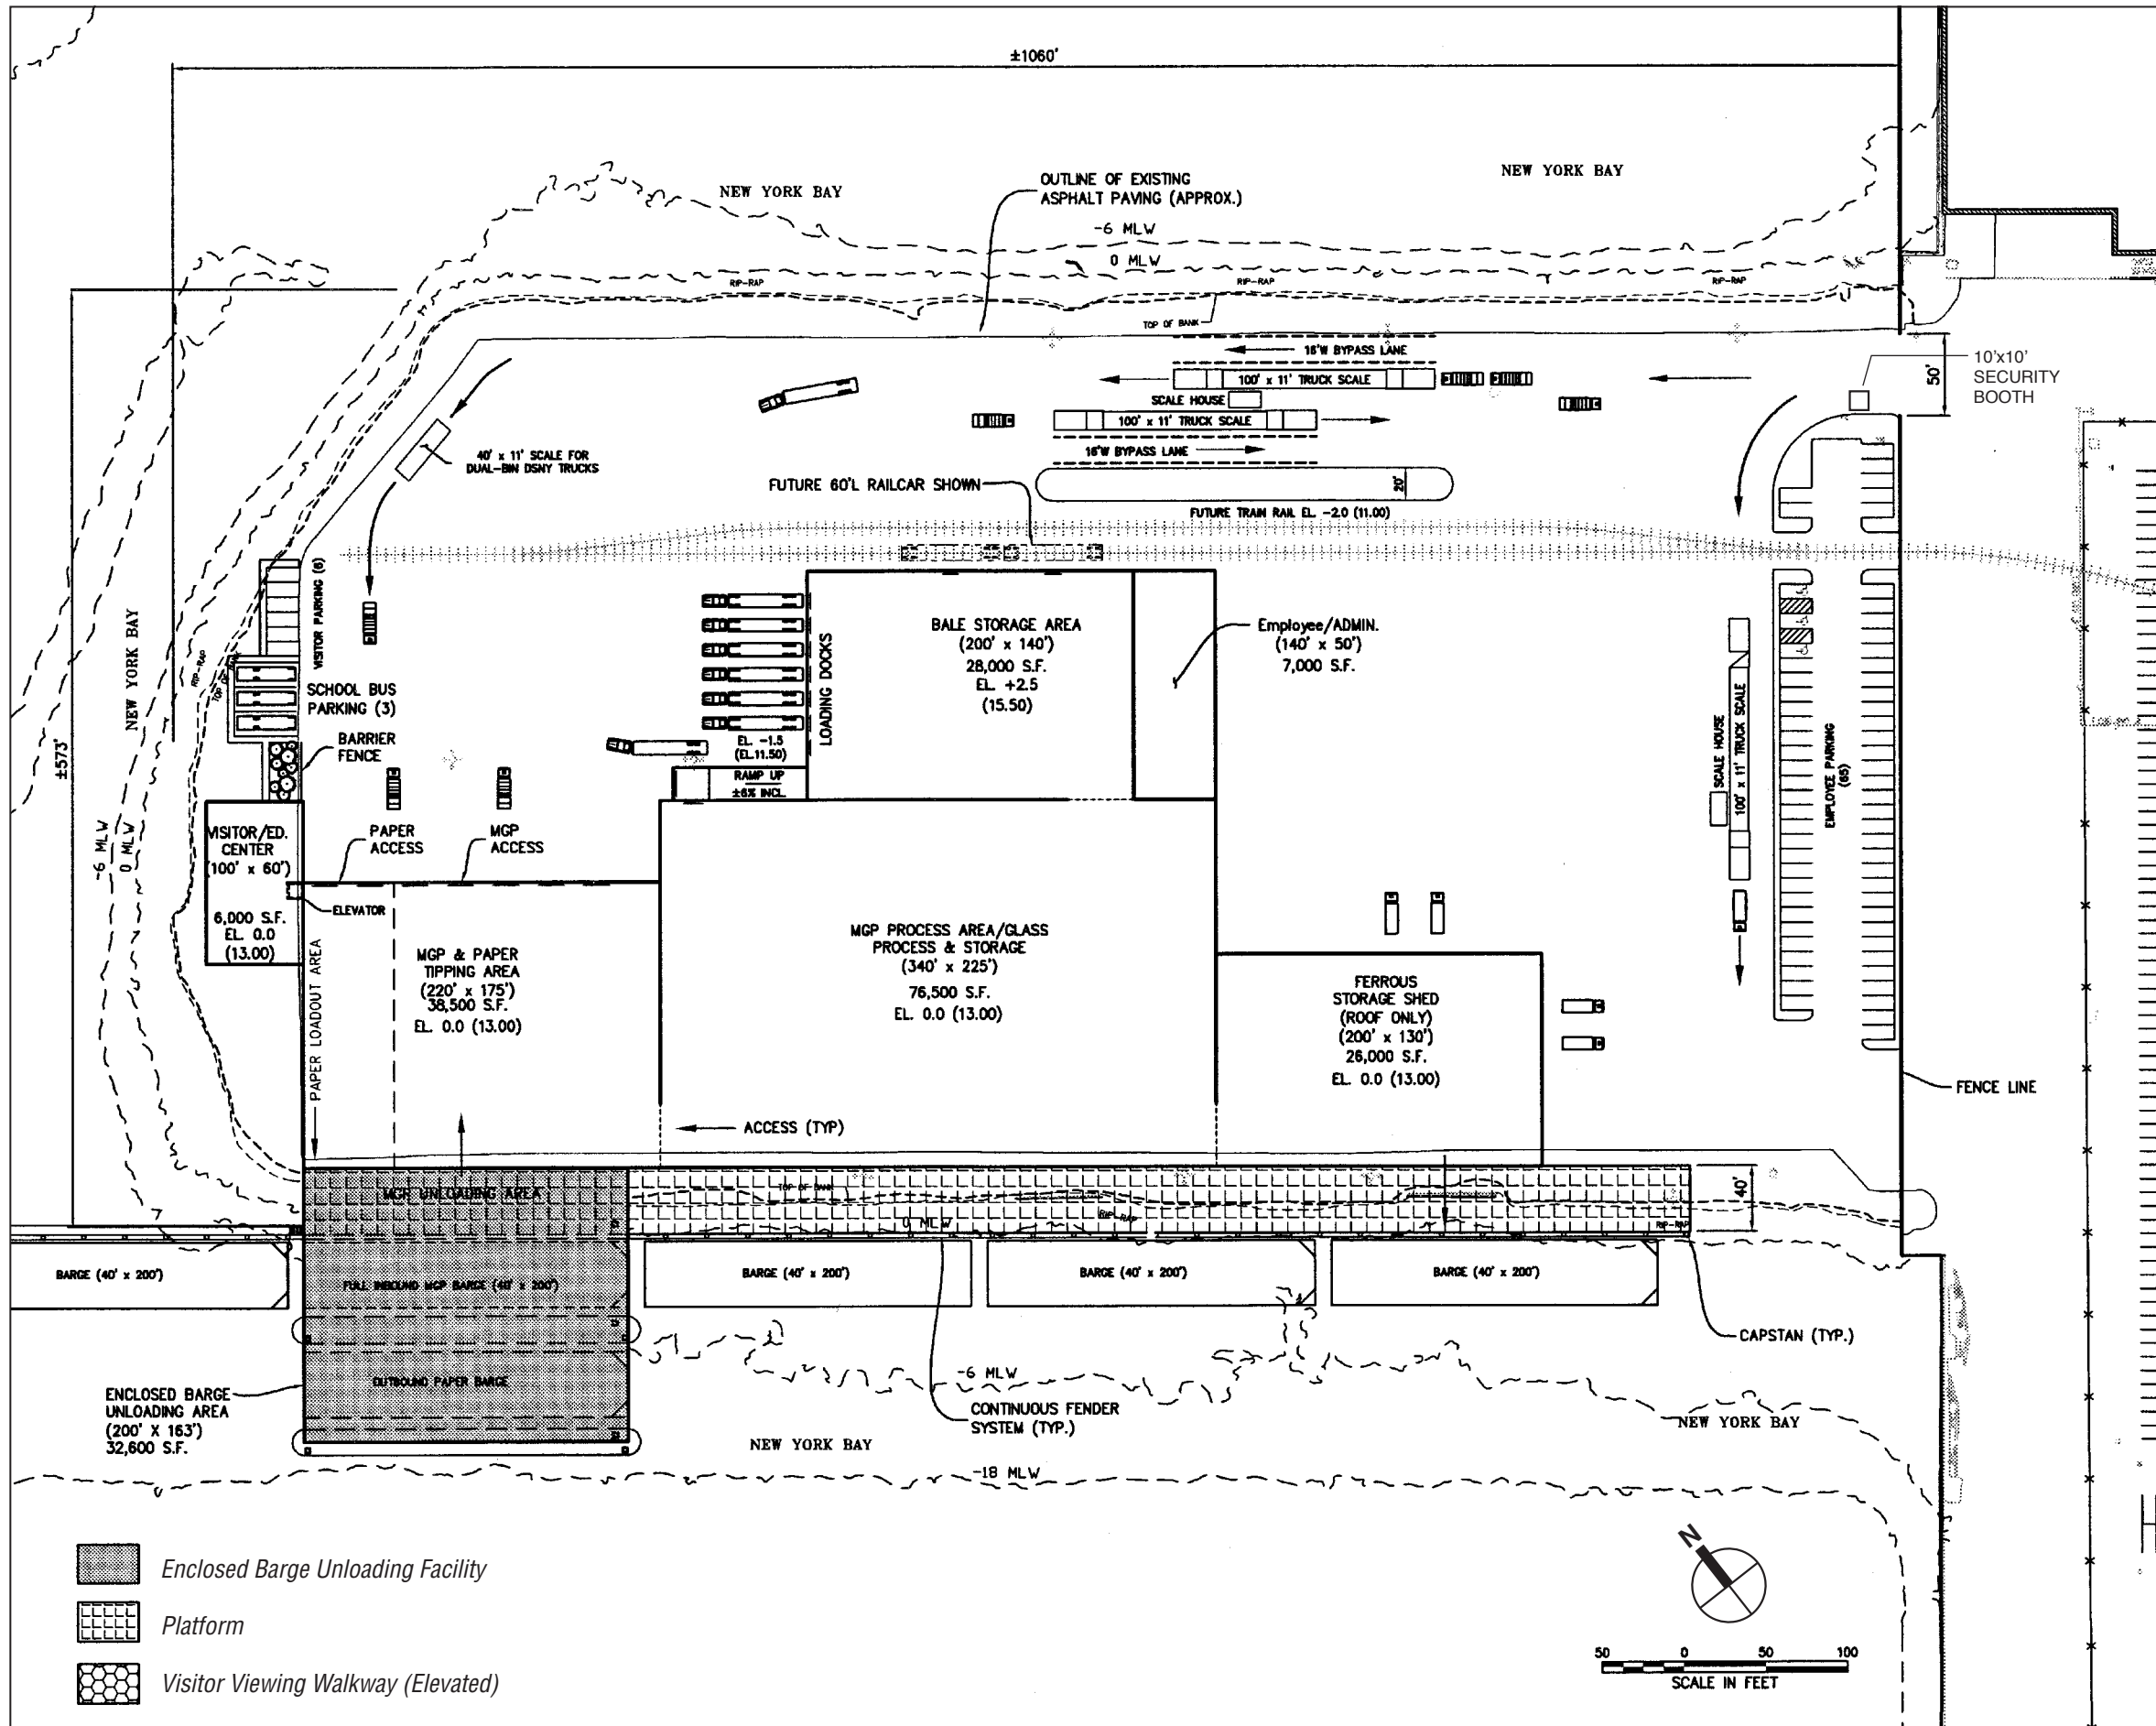 ±1060'
NEW YORK BAY
NEW YORK BAY
OUTLINE OF EXISTING
ASPHALT PAVING (APPROX.)
-6 MLW
0 MLW
RIP-RAP
RIP-RAP
RIP-RAP
TOP OF BANK
16'W BYPASS LANE
100' x 11' TRUCK SCALE
SCALE HOUSE
100' x 11' TRUCK SCALE
16'W BYPASS LANE
50'
10'x10'
SECURITY
BOOTH
40' x 11' SCALE FOR
DUAL-BIN DSNY TRUCKS
FUTURE 60'L RAILCAR SHOWN
20'
FUTURE TRAIN RAIL EL. -2.0 (11.00)
±573'
NEW YORK BAY
RIP-RAP
VISITOR PARKING (6)
SCHOOL BUS
PARKING (3)
BARRIER
FENCE
LOADING DOCKS
EL. -1.5
(EL.11.50)
RAMP UP
±6% INCL.
BALE STORAGE AREA
(200' x 140')
28,000 S.F.
EL. +2.5
(15.50)
Employee/ADMIN.
(140' x 50')
7,000 S.F.
SCALE HOUSE
100' x 11' TRUCK SCALE
EMPLOYEE PARKING
(65)
-6 MLW
0 MLW
VISITOR/ED.
CENTER
(100' x 60')
6,000 S.F.
EL. 0.0
(13.00)
PAPER
ACCESS
MGP
ACCESS
ELEVATOR
PAPER LOADOUT AREA
MGP & PAPER
TIPPING AREA
(220' x 175')
38,500 S.F.
EL. 0.0 (13.00)
MGP PROCESS AREA/GLASS
PROCESS & STORAGE
(340' x 225')
76,500 S.F.
EL. 0.0 (13.00)
FERROUS
STORAGE SHED
(ROOF ONLY)
(200' x 130')
26,000 S.F.
EL. 0.0 (13.00)
FENCE LINE
ACCESS (TYP)
MGP UNLOADING AREA
TOP OF BANK
RIP-RAP
0 MLW
RIP-RAP
40'
BARGE (40' x 200')
FULL INBOUND MGP BARGE (40' x 200')
BARGE (40' x 200')
BARGE (40' x 200')
BARGE (40' x 200')
CAPSTAN (TYP.)
OUTBOUND PAPER BARGE
ENCLOSED BARGE
UNLOADING AREA
(200' X 163')
32,600 S.F.
-6 MLW
CONTINUOUS FENDER
SYSTEM (TYP.)
NEW YORK BAY
NEW YORK BAY
-18 MLW
Enclosed Barge Unloading Facility
Platform
Visitor Viewing Walkway (Elevated)
N
50 0 50 100
SCALE IN FEET